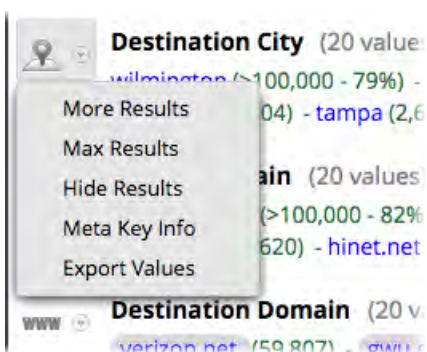 Destination City (20 value
wilmington (>100,000 - 79%) -
More Results
04) - tampa (2,6
Max Results
ain (20 values
Hide Results
(>100,000 - 82%
Meta Key Info
620) - hinet.net
Export Values
Destination Domain (20 v
www
verizon.net (59,807) - gwu.